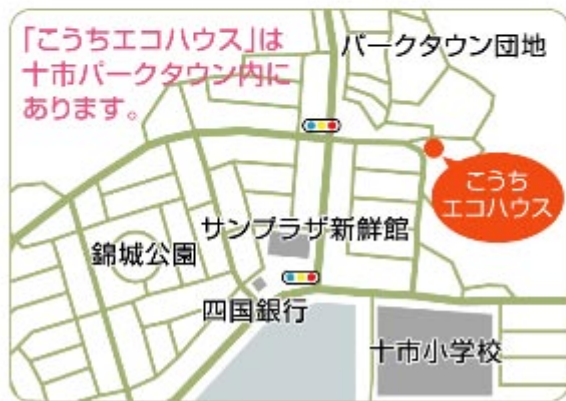 「こうちエコハウス」は
十市パークタウン内に
あります。
パークタウン団地
こうち
エコハウス
サンプラザ新鮮館
錦城公園
四国銀行
十市小学校